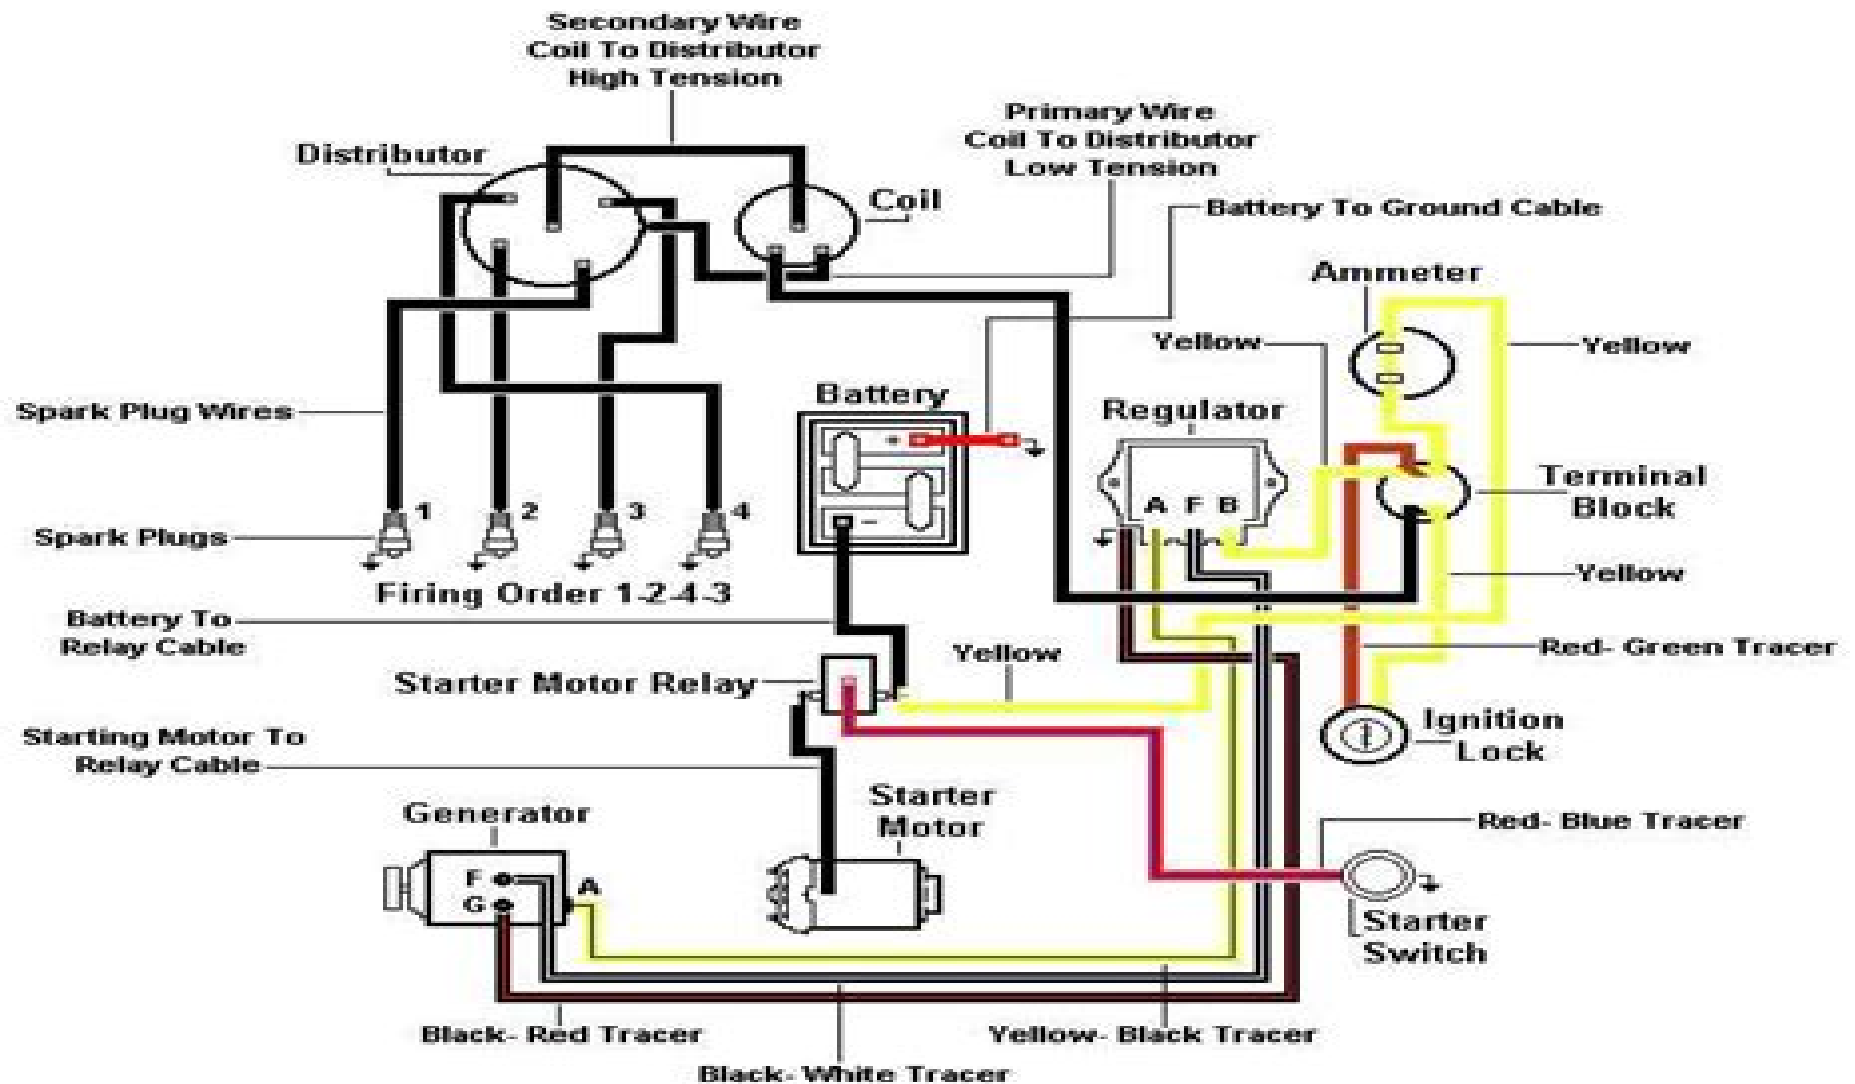 Secondary Wire
Coil To Distributor
High Tension
Primary Wire
Coil To Distributor
Low Tension
Distributor
Coil
Battery To Ground Cable
Ammeter
Yellow
Yellow
Battery
+
-
Regulator
A F B
Terminal
Block
Spark Plug Wires
1 2 3 4
Spark Plugs
Firing Order 1-2-4-3
Yellow
Battery To
Relay Cable
Red- Green Tracer
Yellow
Starter Motor Relay
Ignition
Lock
Starting Motor To
Relay Cable
Starter
Motor
Generator
F
G
A
Red- Blue Tracer
Starter
Switch
Black- Red Tracer
Yellow- Black Tracer
Black- White Tracer